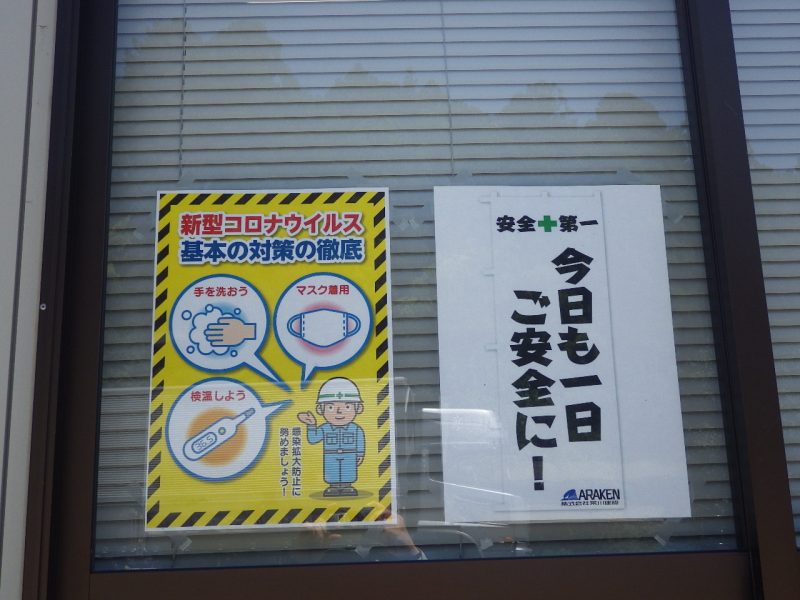 新型コロナウイルス
基本の対策の徹底
手を洗おう
マスク着用
検温しよう
36.5
感染拡大防止に
努めましょう！
安全✚第一
今日も一日
ご安全に！
ARAKEN